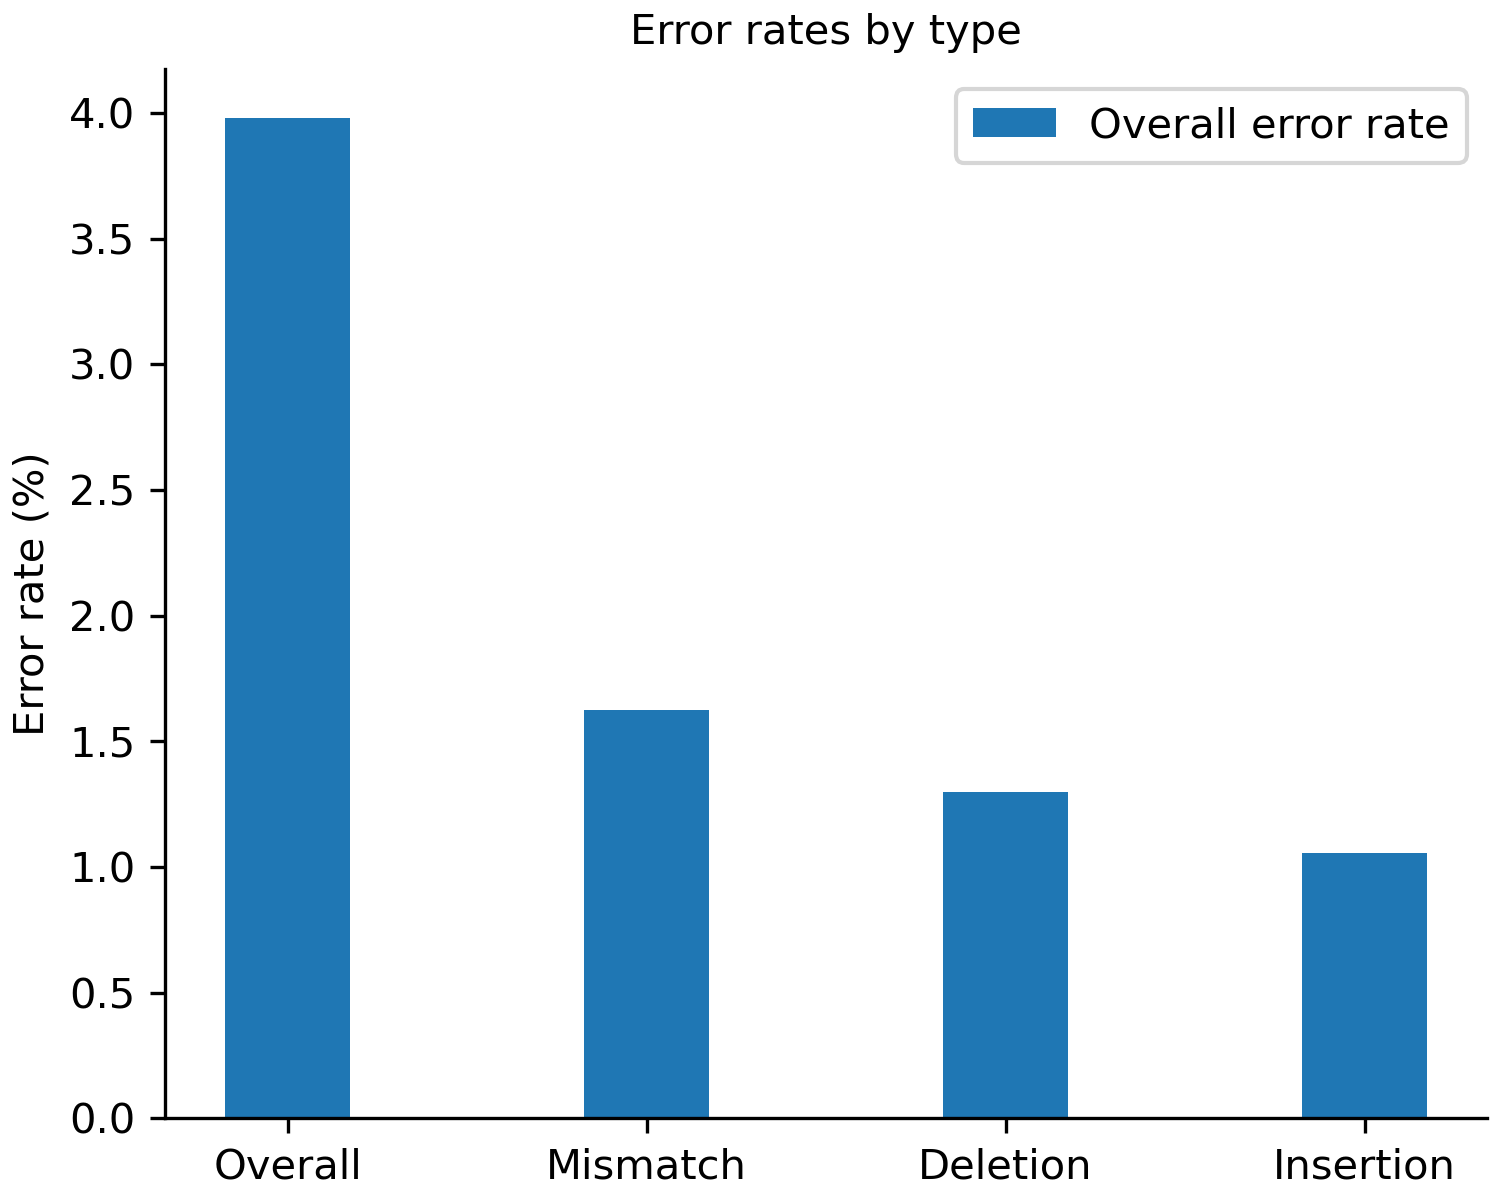 Error rates by type
Overall error rate
Error rate (%)
4.0
3.5
3.0
2.5
2.0
1.5
1.0
0.5
0.0
Overall Mismatch Deletion Insertion